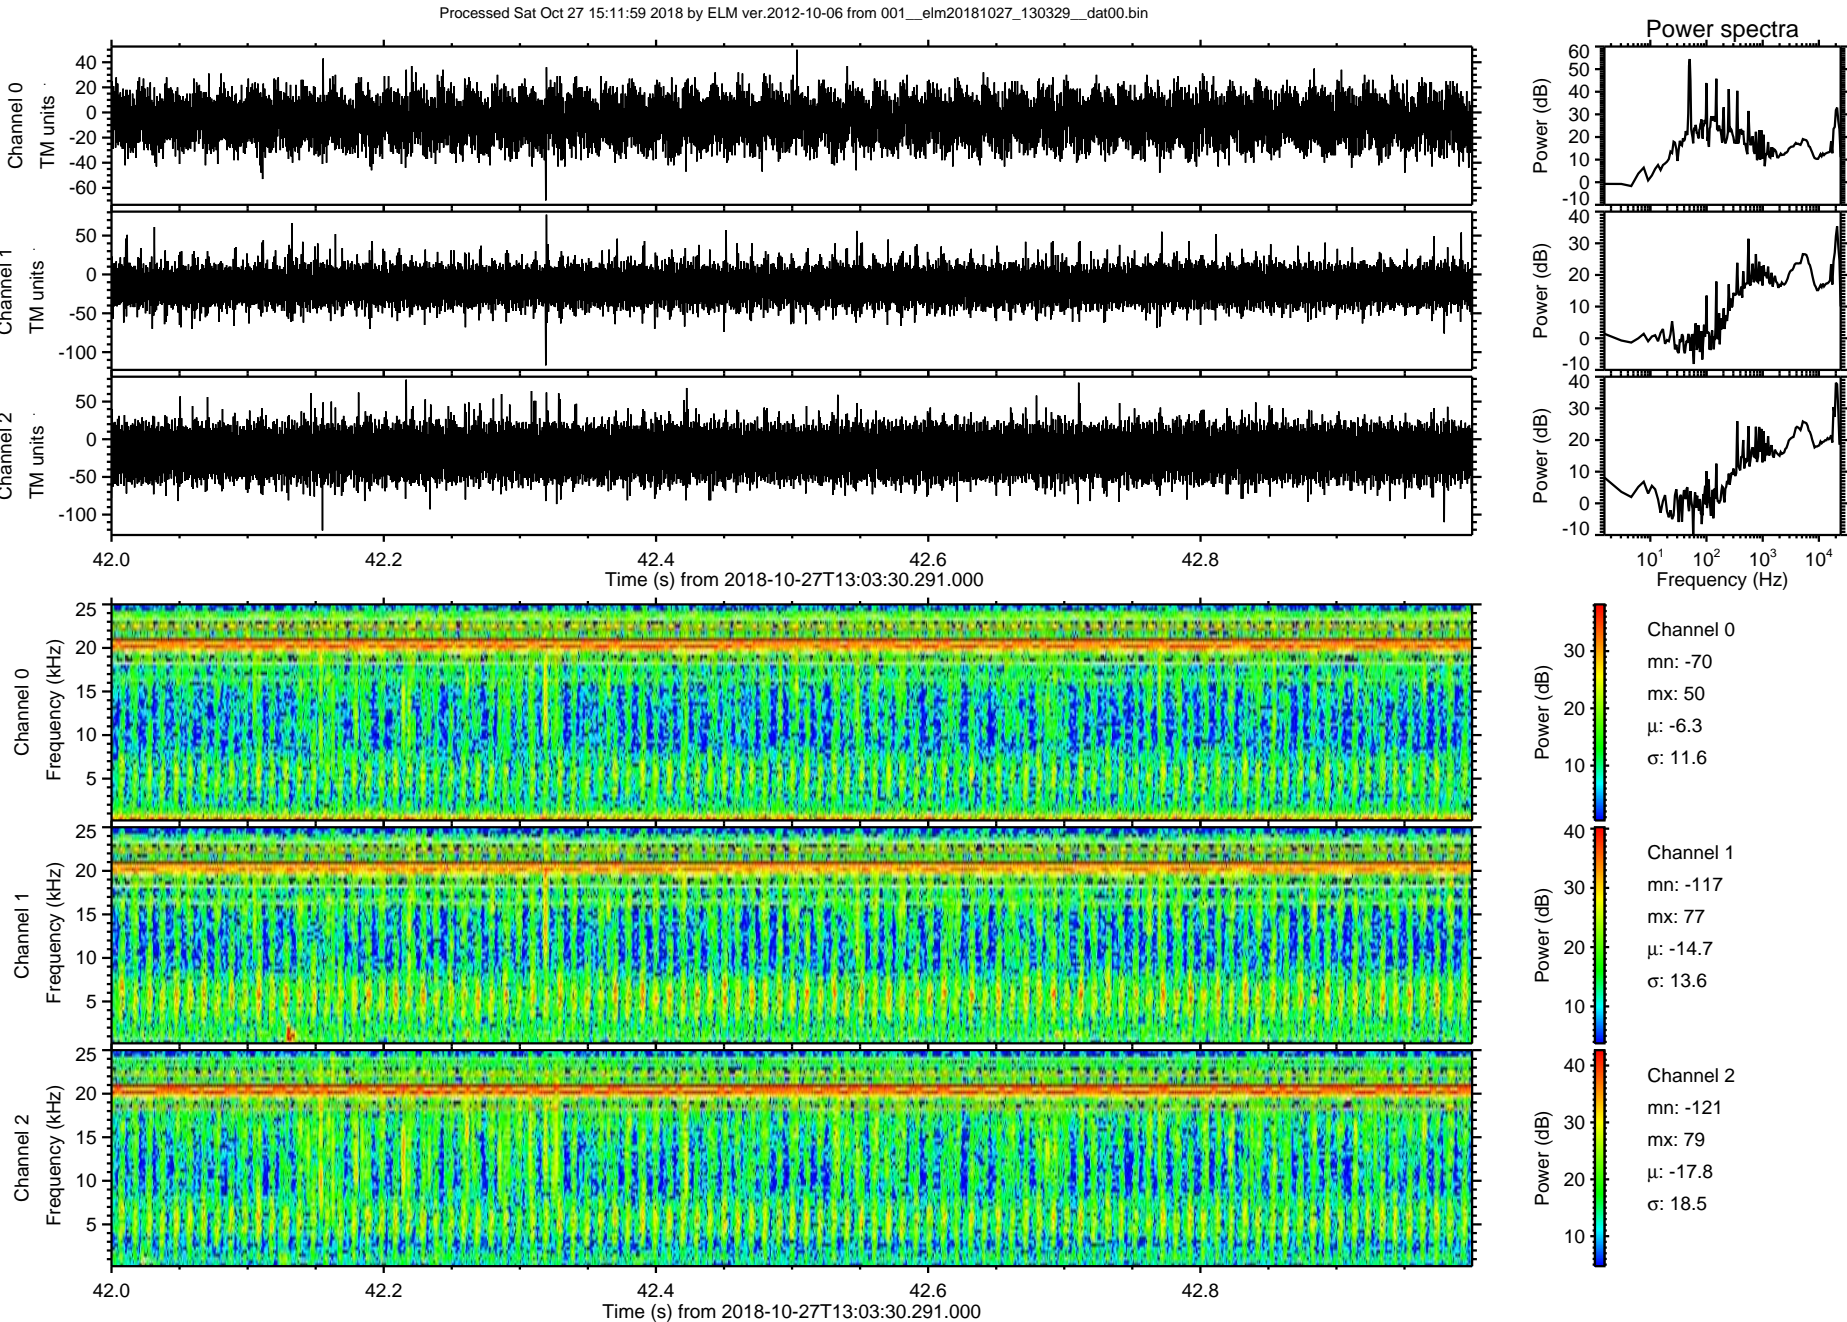 Processed Sat Oct 27 15:11:59 2018 by ELM ver.2012-10-06 from 001__elm20181027_130329__dat00.bin
Power spectra
Channel 0
TM units
40
20
0
-20
-40
-60
Power (dB)
60
50
40
30
20
10
0
-10
Channel 1
TM units
50
0
-50
-100
Power (dB)
40
30
20
10
0
-10
Channel 2
TM units
50
0
-50
-100
Power (dB)
40
30
20
10
0
-10
42.0 42.2 42.4 42.6 42.8
Time (s) from 2018-10-27T13:03:30.291.000
10¹ 10² 10³ 10⁴
Frequency (Hz)
Channel 0
Frequency (kHz)
25
20
15
10
5
Power (dB)
30
20
10
Channel 0
mn: -70
mx: 50
μ: -6.3
σ: 11.6
Channel 1
Frequency (kHz)
25
20
15
10
5
Power (dB)
40
30
20
10
Channel 1
mn: -117
mx: 77
μ: -14.7
σ: 13.6
Channel 2
Frequency (kHz)
25
20
15
10
5
Power (dB)
40
30
20
10
Channel 2
mn: -121
mx: 79
μ: -17.8
σ: 18.5
42.0 42.2 42.4 42.6 42.8
Time (s) from 2018-10-27T13:03:30.291.000